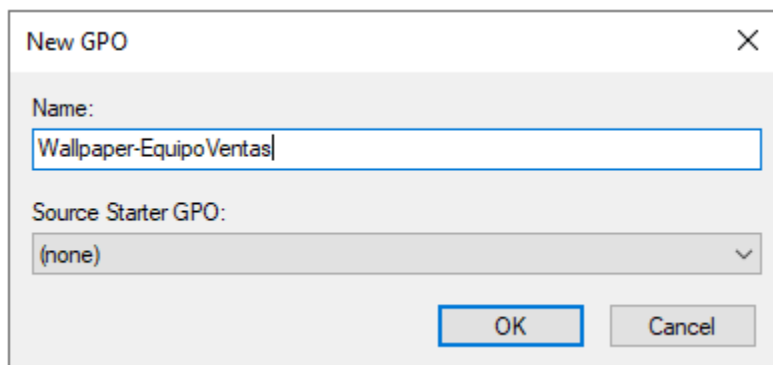 New GPO
Name:
Wallpaper-EquipoVentas
Source Starter GPO:
(none)
OK Cancel